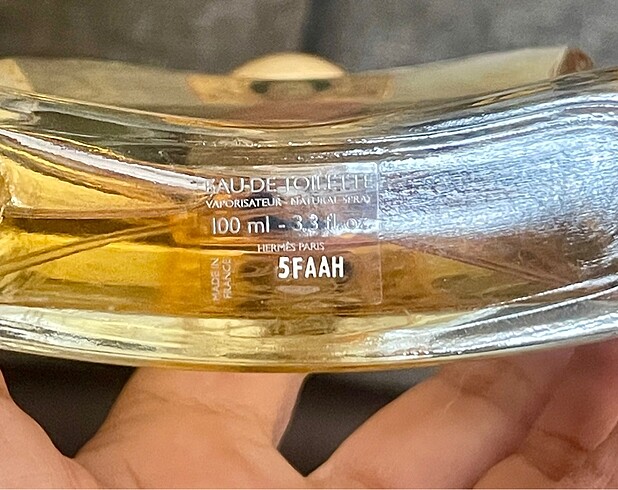 EAU DE TOILETTE
VAPORISATEUR - NATURAL SPRAY
100 ml - 3.3 fl.oz
HERMÈS PARIS
MADE IN
FRANCE
5FAAH